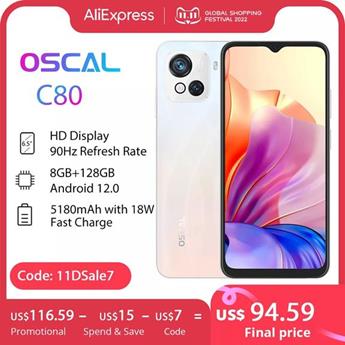 AliExpress
11.11 GLOBAL SHOPPING
FESTIVAL 2022
OSCAL
C80
6.5"
HD Display
90Hz Refresh Rate
8GB+128GB
Android 12.0
5180mAh with 18W
Fast Charge
OSCAL
Code: 11DSale7
US$116.59 – US$15 – US$7 = US$ 94.59
Promotional Spend & Save Code Final price